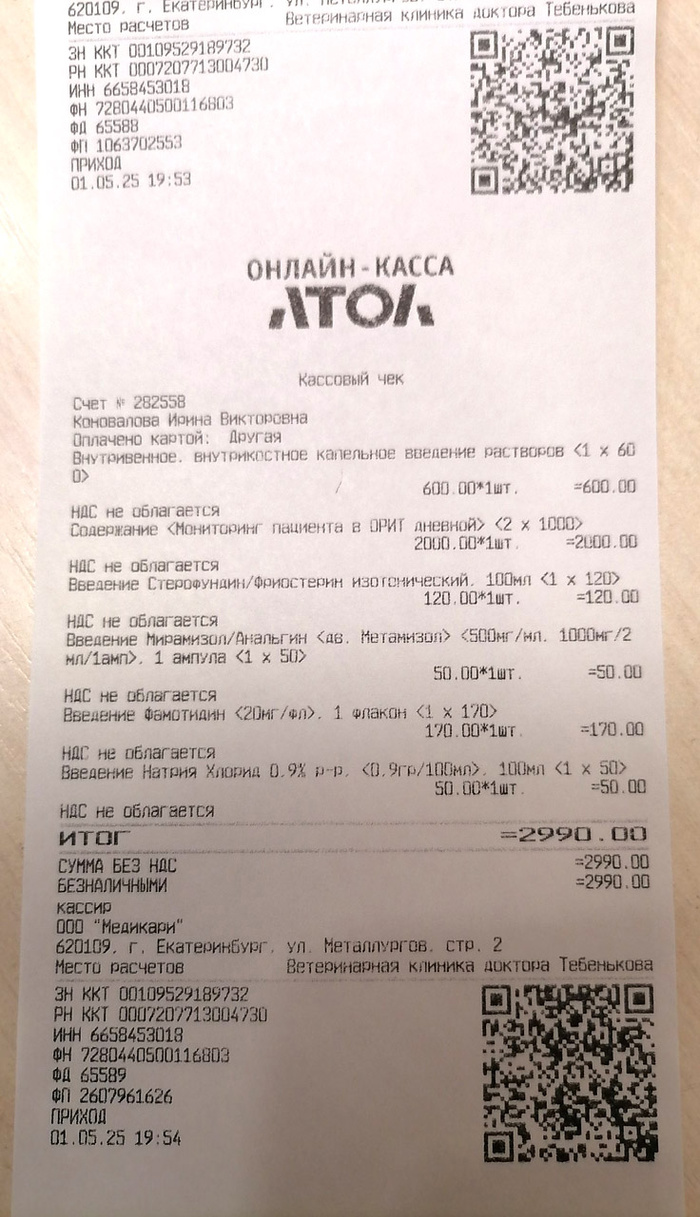 620109. г. Екатеринбург. ул.
Место расчетов Ветеринарная клиника доктора Тебенькова
ЗН ККТ 00109529189732
РН ККТ 0007207713004730
ИНН 6658453018
ФН 7280440500116803
ФД 65588
ФП 1063702553
ПРИХОД
01.05.25 19:53
ОНЛАЙН-КАССА
АТОЛ
Кассовый чек
Счет № 282558
Коновалова Ирина Викторовна
Оплачено картой: Другая
Внутривенное. внутрикостное капельное введение растворов <1 x 60
0>
600.00*1шт. =600.00
НДС не облагается
Содержание <Мониторинг пациента в ОРИТ дневной> <2 x 1000>
2000.00*1шт. =2000.00
НДС не облагается
Введение Стерофундин/Фриостерин изотонический. 100мл <1 x 120>
120.00*1шт. =120.00
НДС не облагается
Введение Мирамизол/Анальгин <дв. Метамизол> <500мг/мл. 1000мг/2
мл/1амп>. 1 ампула <1 x 50>
50.00*1шт. =50.00
НДС не облагается
Введение Фамотидин <20мг/фл>. 1 флакон <1 x 170>
170.00*1шт. =170.00
НДС не облагается
Введение Натрия Хлорид 0.9% р-р. <0.9гр/100мл>. 100мл <1 x 50>
50.00*1шт. =50.00
НДС не облагается
ИТОГ =2990.00
СУММА БЕЗ НДС =2990.00
БЕЗНАЛИЧНЫМИ =2990.00
кассир
ООО "Медикари"
620109. г. Екатеринбург. ул. Металлургов. стр. 2
Место расчетов Ветеринарная клиника доктора Тебенькова
ЗН ККТ 00109529189732
РН ККТ 0007207713004730
ИНН 6658453018
ФН 7280440500116803
ФД 65589
ФП 2607961626
ПРИХОД
01.05.25 19:54